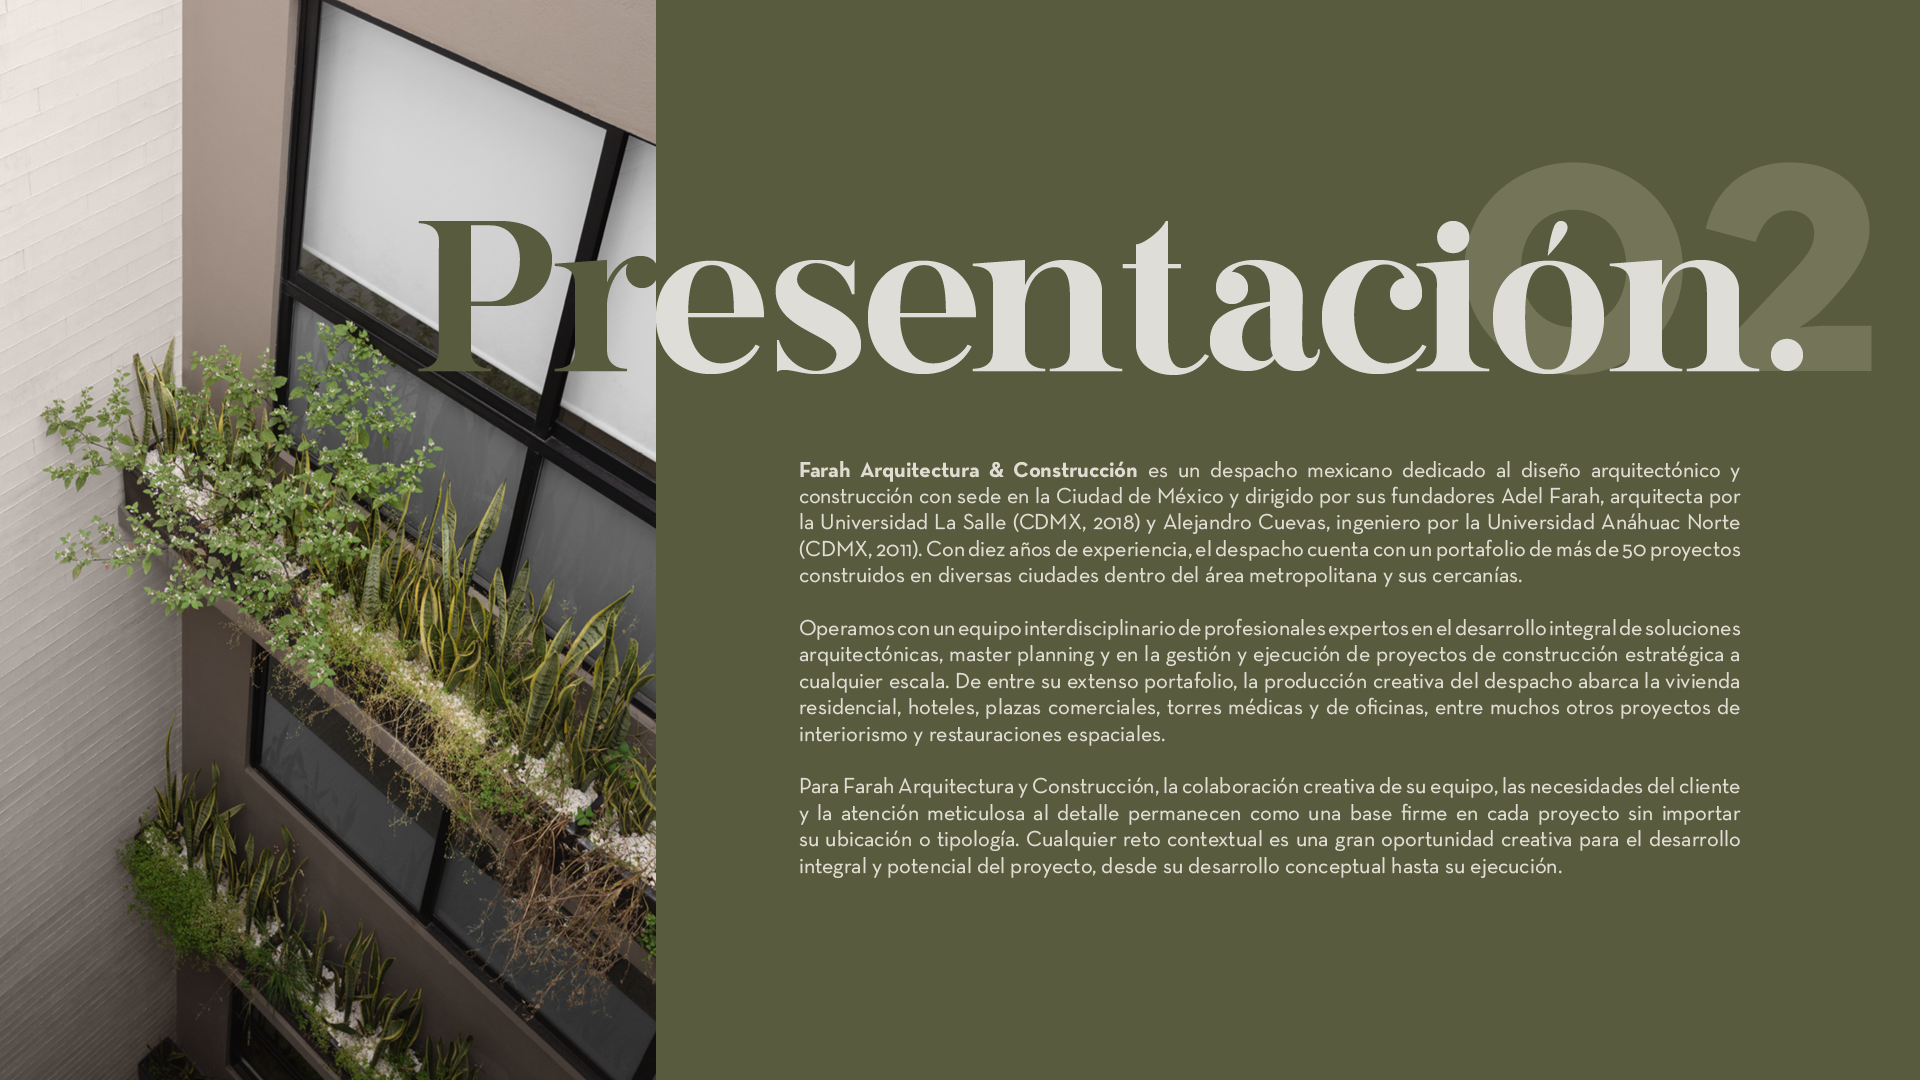 02
Presentación.
Farah Arquitectura & Construcción es un despacho mexicano dedicado al diseño arquitectónico y
construcción con sede en la Ciudad de México y dirigido por sus fundadores Adel Farah, arquitecta por
la Universidad La Salle (CDMX, 2018) y Alejandro Cuevas, ingeniero por la Universidad Anáhuac Norte
(CDMX, 2011). Con diez años de experiencia, el despacho cuenta con un portafolio de más de 50 proyectos
construidos en diversas ciudades dentro del área metropolitana y sus cercanías.
Operamos con un equipo interdisciplinario de profesionales expertos en el desarrollo integral de soluciones
arquitectónicas, master planning y en la gestión y ejecución de proyectos de construcción estratégica a
cualquier escala. De entre su extenso portafolio, la producción creativa del despacho abarca la vivienda
residencial, hoteles, plazas comerciales, torres médicas y de oficinas, entre muchos otros proyectos de
interiorismo y restauraciones espaciales.
Para Farah Arquitectura y Construcción, la colaboración creativa de su equipo, las necesidades del cliente
y la atención meticulosa al detalle permanecen como una base firme en cada proyecto sin importar
su ubicación o tipología. Cualquier reto contextual es una gran oportunidad creativa para el desarrollo
integral y potencial del proyecto, desde su desarrollo conceptual hasta su ejecución.